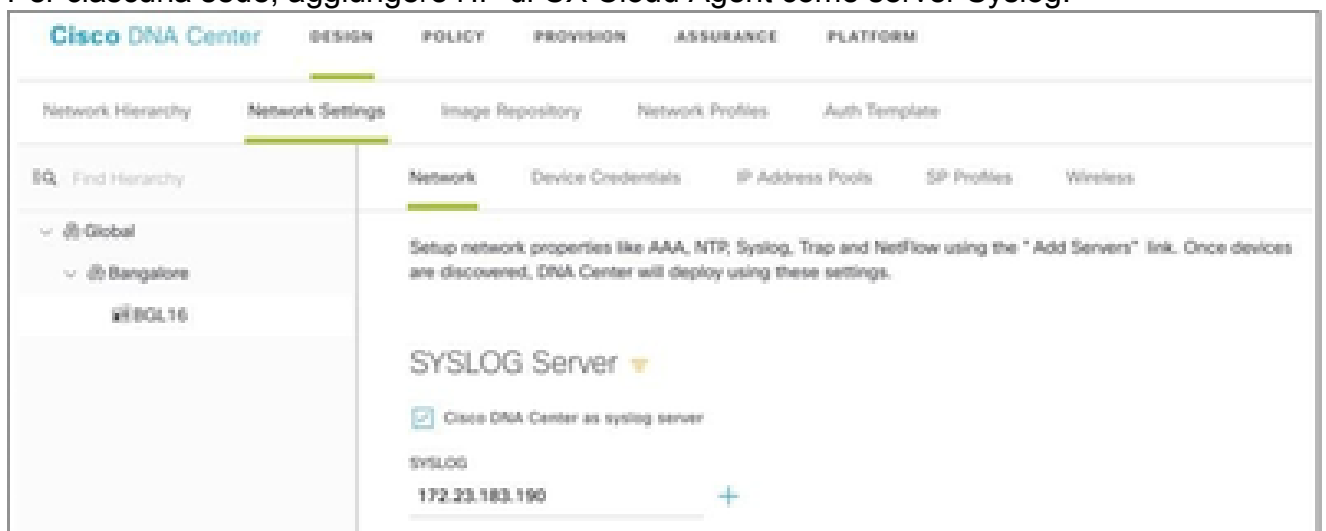 Per ciascuna sede, aggiungere l'IP di CX Cloud Agent come server Syslog.
Cisco DNA Center DESIGN POLICY PROVISION ASSURANCE PLATFORM
Network Hierarchy Network Settings Image Repository Network Profiles Auth Template
Find Hierarchy
Network Device Credentials IP Address Pools SP Profiles Wireless
Global
Bangalore
BGL16
Setup network properties like AAA, NTP, Syslog, Trap and NetFlow using the "Add Servers" link. Once devices
are discovered, DNA Center will deploy using these settings.
SYSLOG Server
Cisco DNA Center as syslog server
SYSLOG
172.23.183.190